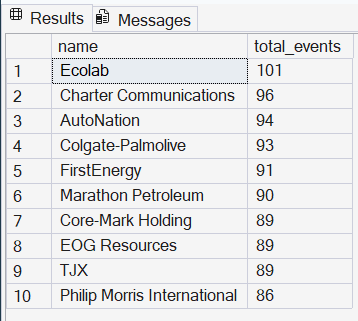 Results Messages
name total_events
1 Ecolab 101
2 Charter Communications 96
3 AutoNation 94
4 Colgate-Palmolive 93
5 FirstEnergy 91
6 Marathon Petroleum 90
7 Core-Mark Holding 89
8 EOG Resources 89
9 TJX 89
10 Philip Morris International 86